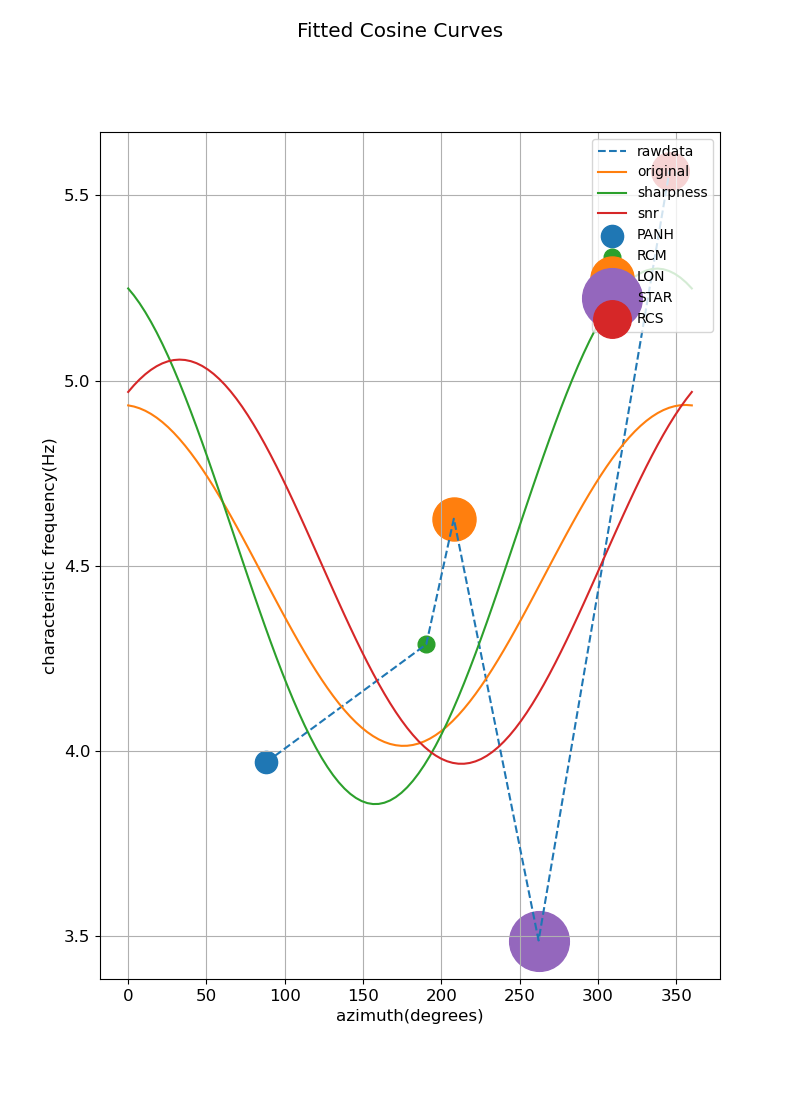 Fitted Cosine Curves
rawdata
original
sharpness
snr
PANH
RCM
LON
STAR
RCS
5.5
5.0
4.5
4.0
3.5
characteristic frequency(Hz)
0 50 100 150 200 250 300 350
azimuth(degrees)